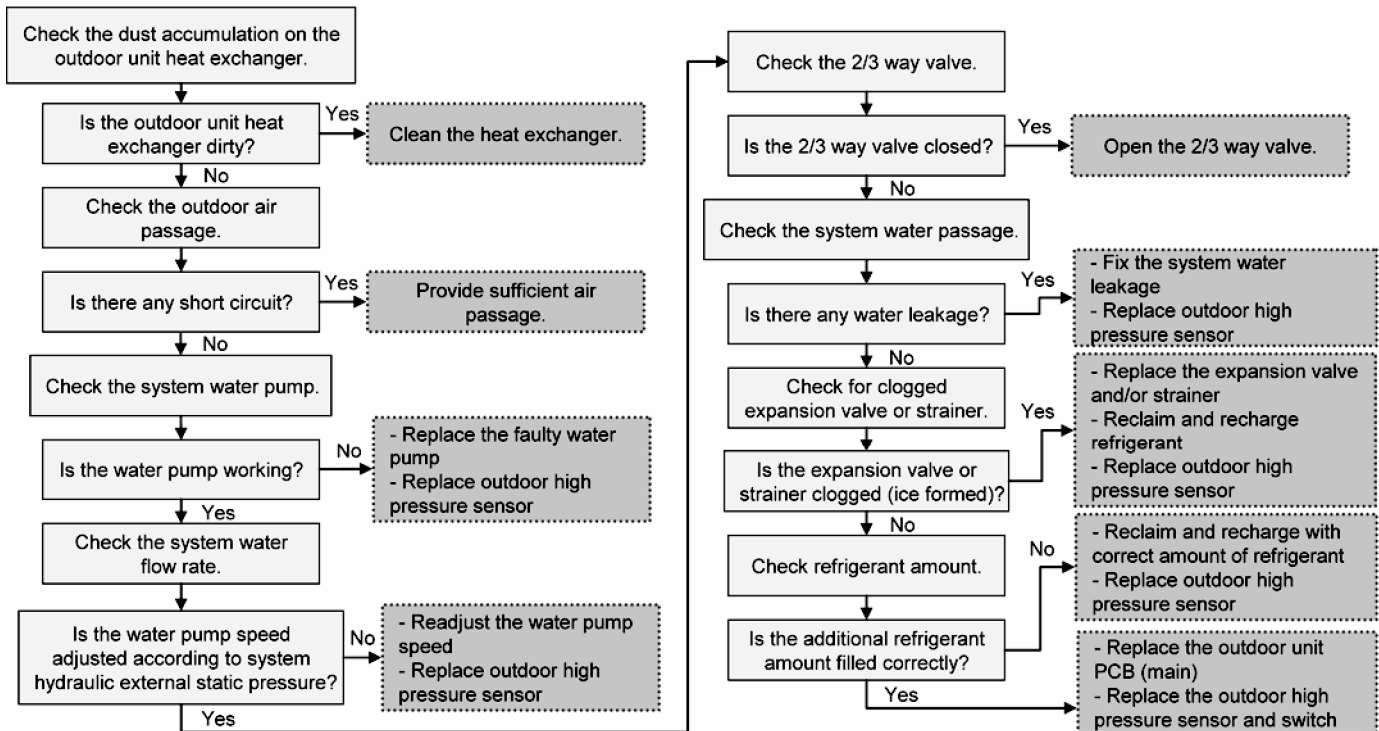 Check the dust accumulation on the
outdoor unit heat exchanger.
Is the outdoor unit heat
exchanger dirty?
Yes
Clean the heat exchanger.
No
Check the outdoor air
passage.
Is there any short circuit?
Yes
Provide sufficient air
passage.
No
Check the system water pump.
Is the water pump working?
No
- Replace the faulty water
pump
- Replace outdoor high
pressure sensor
Yes
Check the system water
flow rate.
Is the water pump speed
adjusted according to system
hydraulic external static pressure?
No
- Readjust the water pump
speed
- Replace outdoor high
pressure sensor
Yes
Check the 2/3 way valve.
Is the 2/3 way valve closed?
Yes
Open the 2/3 way valve.
No
Check the system water passage.
Is there any water leakage?
Yes
- Fix the system water
leakage
- Replace outdoor high
pressure sensor
No
Check for clogged
expansion valve or strainer.
Is the expansion valve or
strainer clogged (ice formed)?
Yes
- Replace the expansion valve
and/or strainer
- Reclaim and recharge
refrigerant
- Replace outdoor high
pressure sensor
No
Check refrigerant amount.
Is the additional refrigerant
amount filled correctly?
No
- Reclaim and recharge with
correct amount of refrigerant
- Replace outdoor high
pressure sensor
Yes
- Replace the outdoor unit
PCB (main)
- Replace the outdoor high
pressure sensor and switch